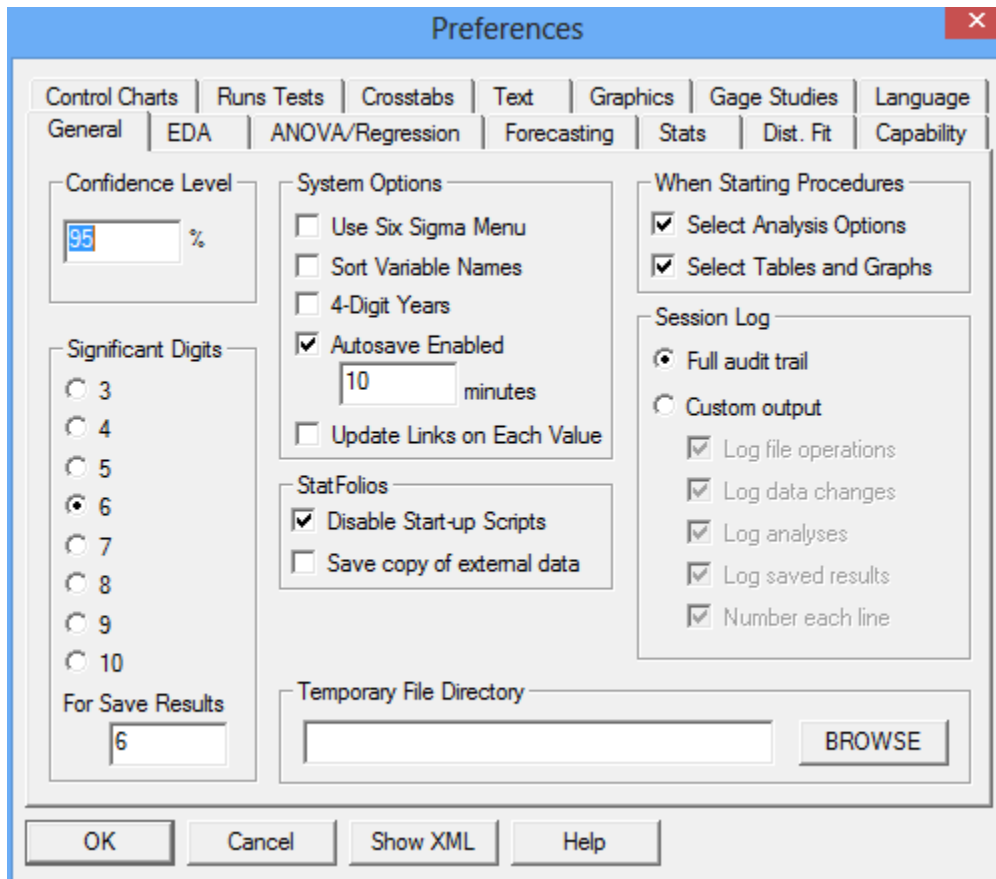 Preferences
Control Charts Runs Tests Crosstabs Text Graphics Gage Studies Language
General EDA ANOVA/Regression Forecasting Stats Dist. Fit Capability
Confidence Level
95 %
Significant Digits
3
4
5
6
7
8
9
10
For Save Results
6
System Options
Use Six Sigma Menu
Sort Variable Names
4-Digit Years
Autosave Enabled
10 minutes
Update Links on Each Value
StatFolios
Disable Start-up Scripts
Save copy of external data
When Starting Procedures
Select Analysis Options
Select Tables and Graphs
Session Log
Full audit trail
Custom output
Log file operations
Log data changes
Log analyses
Log saved results
Number each line
Temporary File Directory
BROWSE
OK Cancel Show XML Help